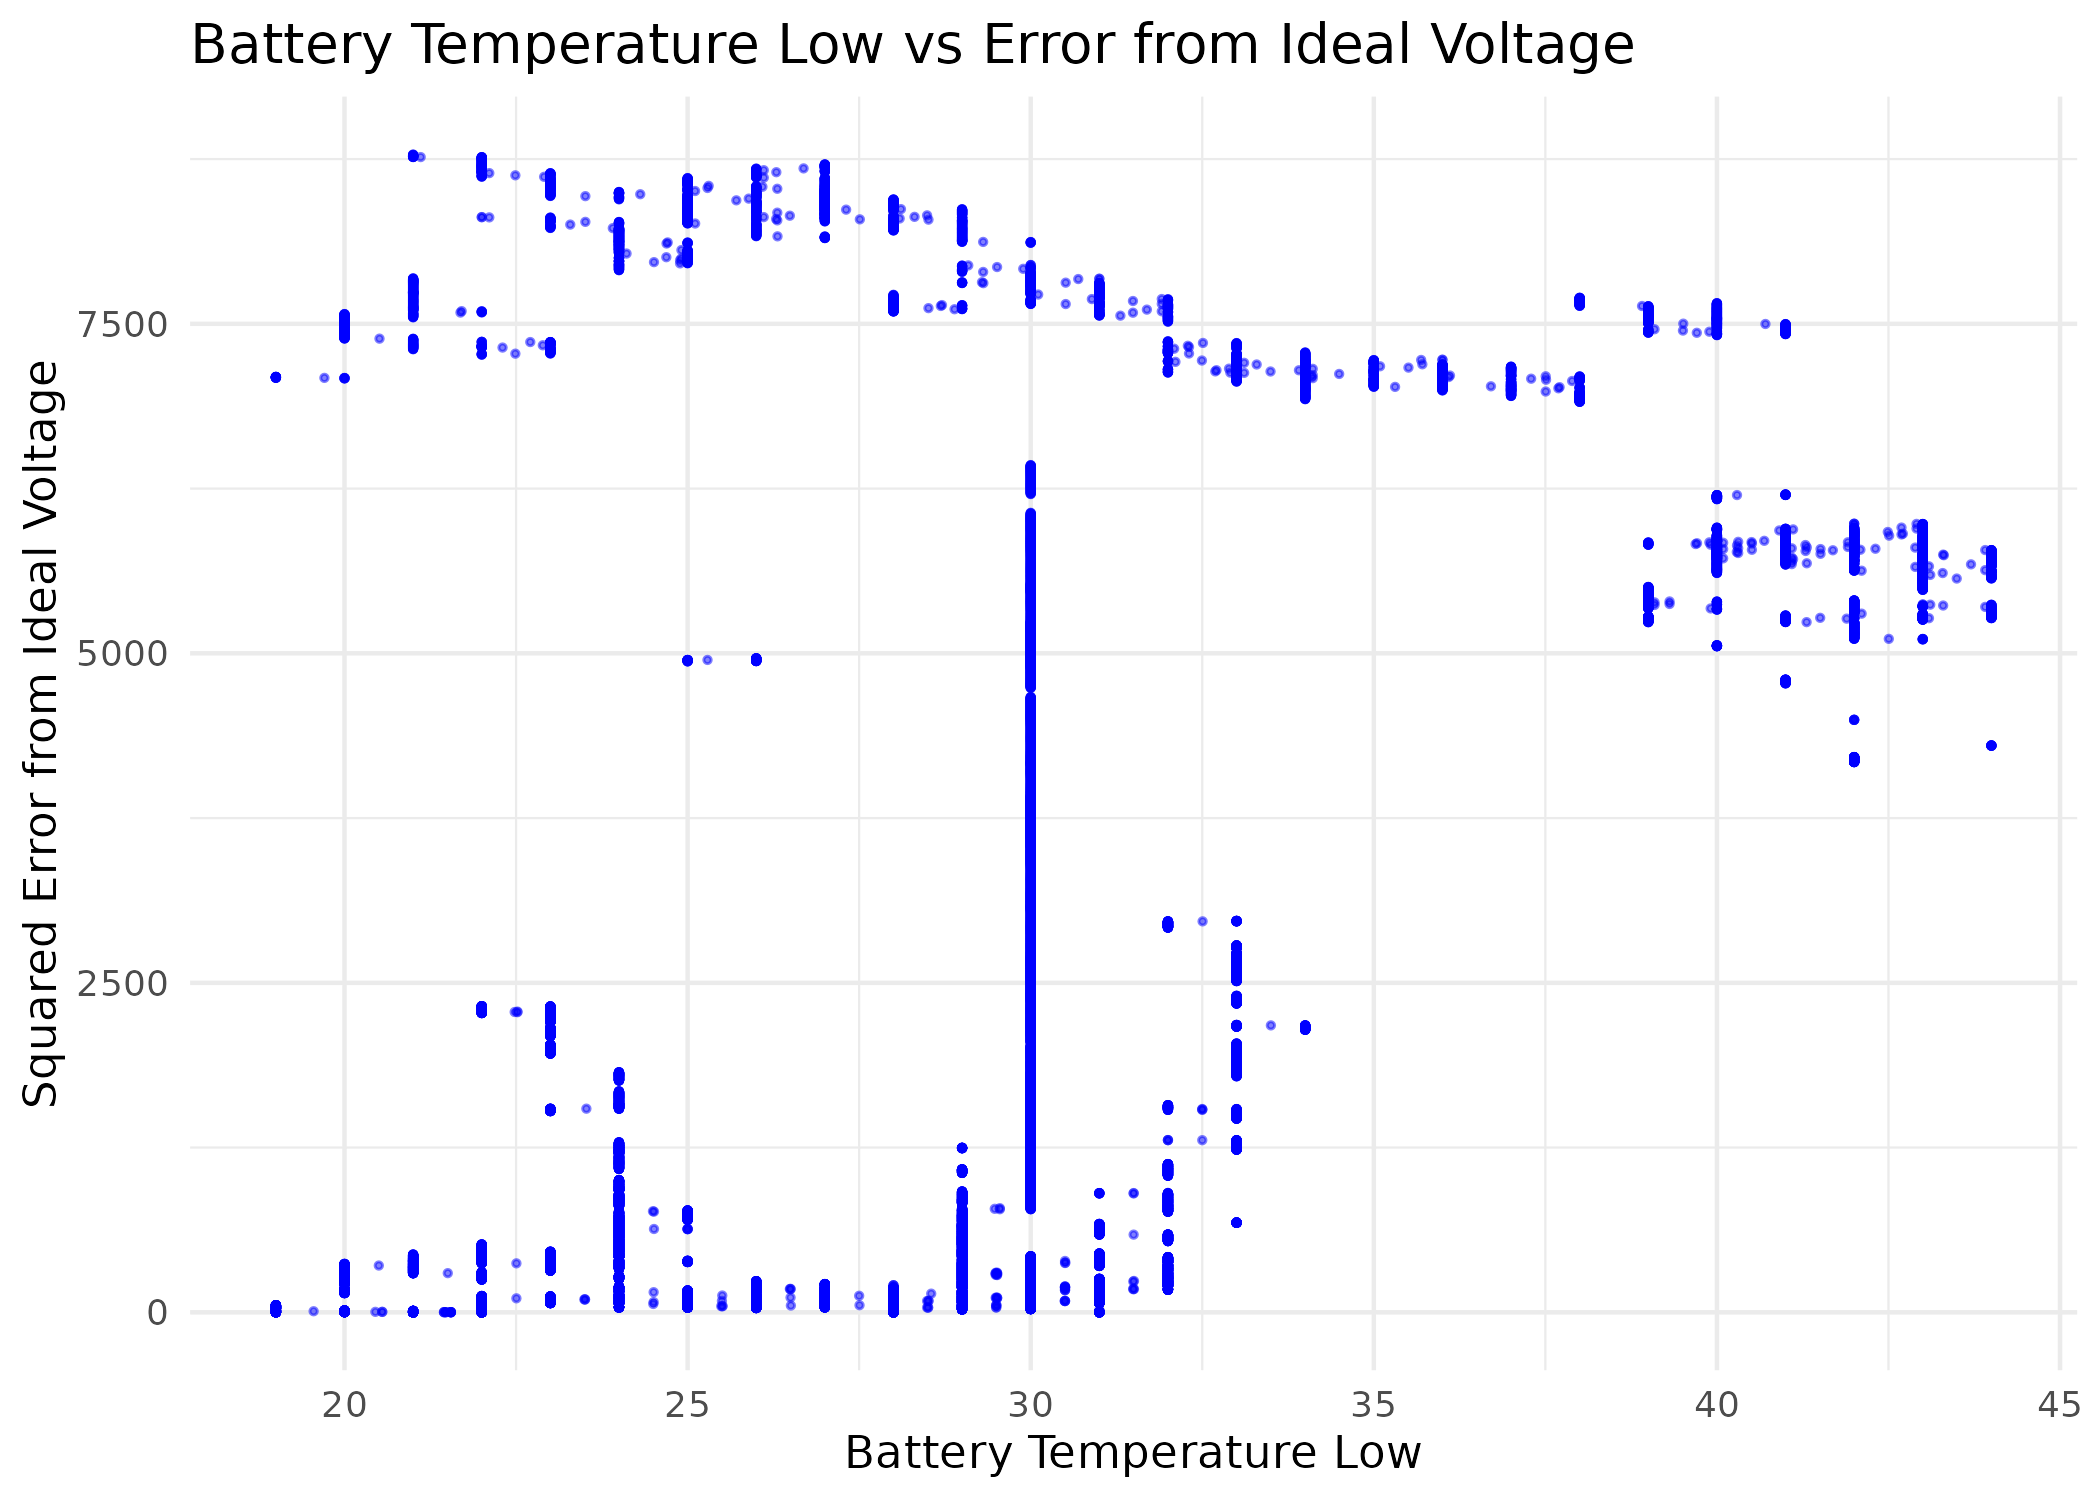 Battery Temperature Low vs Error from Ideal Voltage
Squared Error from Ideal Voltage
7500
5000
2500
0
20 25 30 35 40 45
Battery Temperature Low